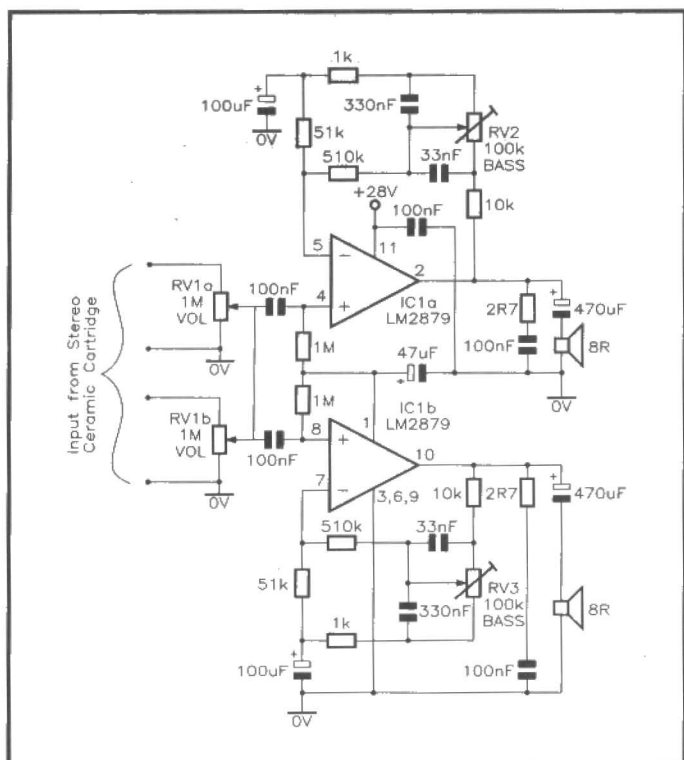 1k
+
100uF
0V
330nF
51k
RV2
100k
BASS
510k
33nF
+28V
100nF
10k
5
11
2
IC1a
LM2879
4
RV1a
1M
VOL
100nF
0V
1M
2R7
+
470uF
100nF
8R
0V
47uF
+
1M
1
IC1b
LM2879
RV1b
1M
VOL
100nF
0V
8
10
7
3,6,9
10k
2R7
+
470uF
510k
33nF
51k
RV3
100k
BASS
330nF
1k
8R
+
100uF
100nF
0V
Input from Stereo
Ceramic Cartridge